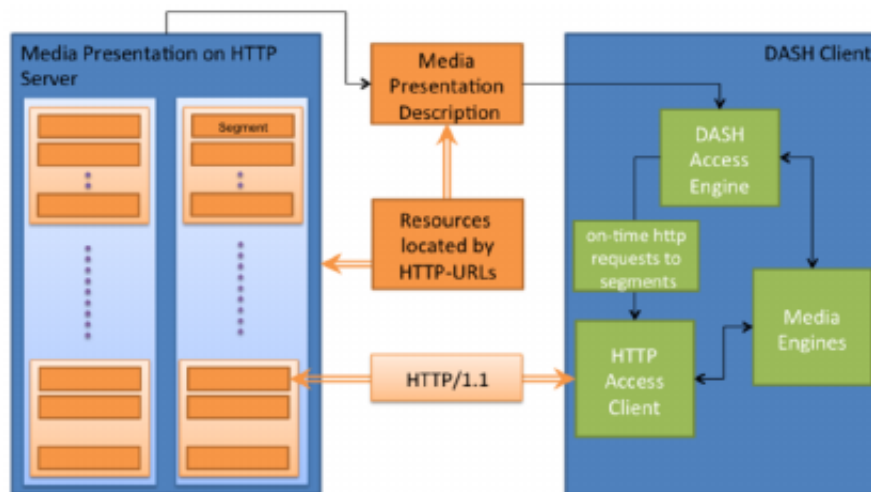 Media Presentation on HTTP
Server
Segment
Media
Presentation
Description
Resources
located by
HTTP-URLs
HTTP/1.1
DASH Client
DASH
Access
Engine
on-time http
requests to
segments
HTTP
Access
Client
Media
Engines